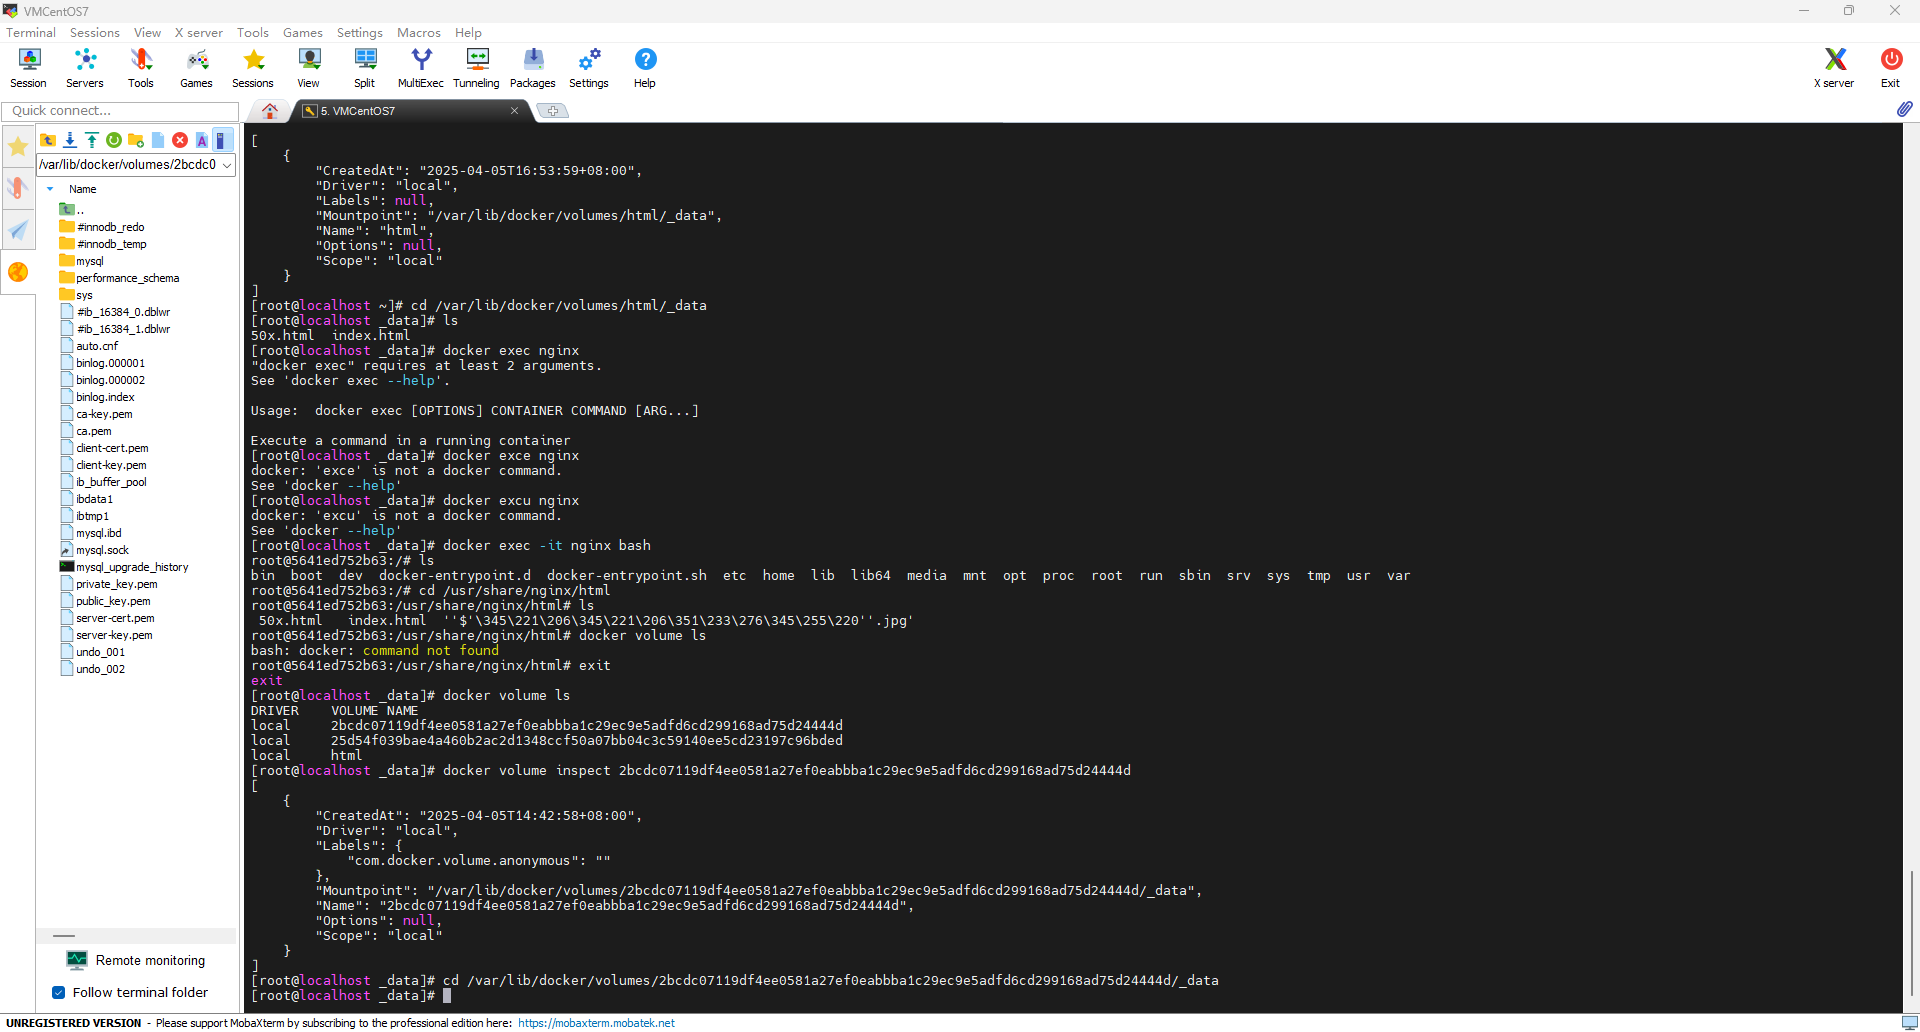 VMCentOS7
Terminal Sessions View X server Tools Games Settings Macros Help
Session Servers Tools Games Sessions View Split MultiExec Tunneling Packages Settings Help X server Exit
Quick connect...
5. VMCentOS7
/var/lib/docker/volumes/2bcdc0
Name
..
#innodb_redo
#innodb_temp
mysql
performance_schema
sys
#ib_16384_0.dblwr
#ib_16384_1.dblwr
auto.cnf
binlog.000001
binlog.000002
binlog.index
ca-key.pem
ca.pem
client-cert.pem
client-key.pem
ib_buffer_pool
ibdata1
ibtmp1
mysql.ibd
mysql.sock
mysql_upgrade_history
private_key.pem
public_key.pem
server-cert.pem
server-key.pem
undo_001
undo_002
Remote monitoring
Follow terminal folder
[
    {
        "CreatedAt": "2025-04-05T16:53:59+08:00",
        "Driver": "local",
        "Labels": null,
        "Mountpoint": "/var/lib/docker/volumes/html/_data",
        "Name": "html",
        "Options": null,
        "Scope": "local"
    }
]
[root@localhost ~]# cd /var/lib/docker/volumes/html/_data
[root@localhost _data]# ls
50x.html  index.html
[root@localhost _data]# docker exec nginx
"docker exec" requires at least 2 arguments.
See 'docker exec --help'.
Usage:  docker exec [OPTIONS] CONTAINER COMMAND [ARG...]
Execute a command in a running container
[root@localhost _data]# docker exce nginx
docker: 'exce' is not a docker command.
See 'docker --help'
[root@localhost _data]# docker excu nginx
docker: 'excu' is not a docker command.
See 'docker --help'
[root@localhost _data]# docker exec -it nginx bash
root@5641ed752b63:/# ls
bin  boot  dev  docker-entrypoint.d  docker-entrypoint.sh  etc  home  lib  lib64  media  mnt  opt  proc  root  run  sbin  srv  sys  tmp  usr  var
root@5641ed752b63:/# cd /usr/share/nginx/html
root@5641ed752b63:/usr/share/nginx/html# ls
 50x.html   index.html  ''$'\345\221\206\345\221\206\351\233\276\345\255\220''.jpg'
root@5641ed752b63:/usr/share/nginx/html# docker volume ls
bash: docker: command not found
root@5641ed752b63:/usr/share/nginx/html# exit
exit
[root@localhost _data]# docker volume ls
DRIVER    VOLUME NAME
local     2bcdc07119df4ee0581a27ef0eabbba1c29ec9e5adfd6cd299168ad75d24444d
local     25d54f039bae4a460b2ac2d1348ccf50a07bb04c3c59140ee5cd23197c96bded
local     html
[root@localhost _data]# docker volume inspect 2bcdc07119df4ee0581a27ef0eabbba1c29ec9e5adfd6cd299168ad75d24444d
[
    {
        "CreatedAt": "2025-04-05T14:42:58+08:00",
        "Driver": "local",
        "Labels": {
            "com.docker.volume.anonymous": ""
        },
        "Mountpoint": "/var/lib/docker/volumes/2bcdc07119df4ee0581a27ef0eabbba1c29ec9e5adfd6cd299168ad75d24444d/_data",
        "Name": "2bcdc07119df4ee0581a27ef0eabbba1c29ec9e5adfd6cd299168ad75d24444d",
        "Options": null,
        "Scope": "local"
    }
]
[root@localhost _data]# cd /var/lib/docker/volumes/2bcdc07119df4ee0581a27ef0eabbba1c29ec9e5adfd6cd299168ad75d24444d/_data
[root@localhost _data]#
UNREGISTERED VERSION - Please support MobaXterm by subscribing to the professional edition here: https://mobaxterm.mobatek.net